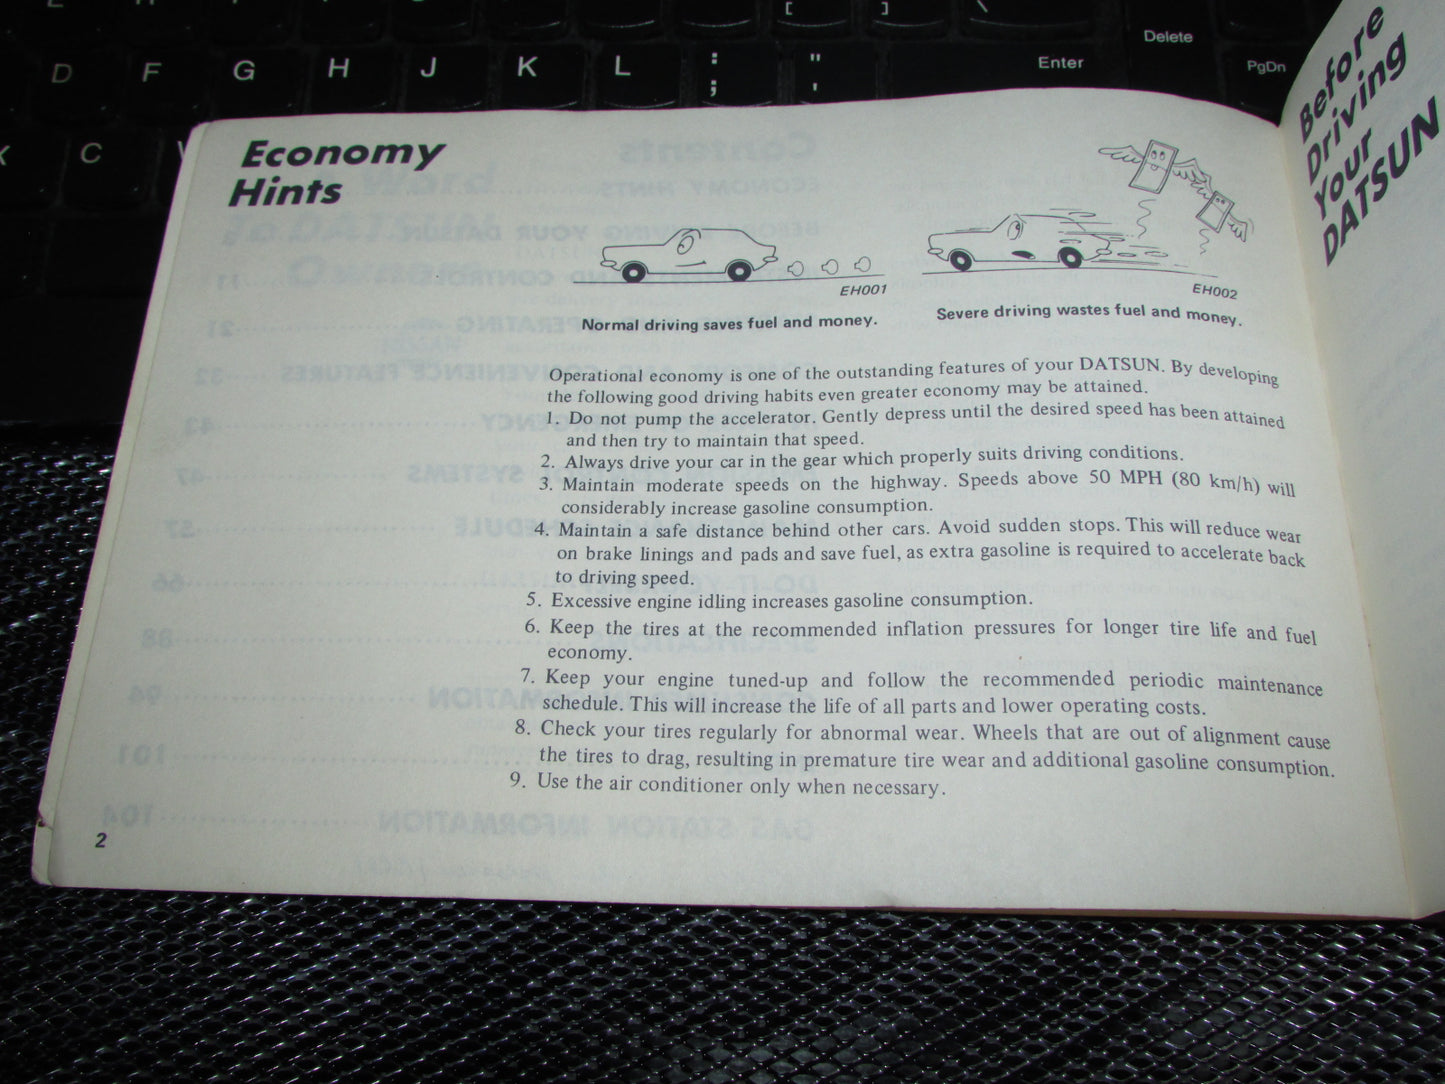 [ ] \
Delete
D F G H J K L : ; " ' Enter PgDn
C
Economy
Hints
EH001
Normal driving saves fuel and money.
EH002
Severe driving wastes fuel and money.
Operational economy is one of the outstanding features of your DATSUN. By developing
the following good driving habits even greater economy may be attained.
1. Do not pump the accelerator. Gently depress until the desired speed has been attained
and then try to maintain that speed.
2. Always drive your car in the gear which properly suits driving conditions.
3. Maintain moderate speeds on the highway. Speeds above 50 MPH (80 km/h) will
considerably increase gasoline consumption.
4. Maintain a safe distance behind other cars. Avoid sudden stops. This will reduce wear
on brake linings and pads and save fuel, as extra gasoline is required to accelerate back
to driving speed.
5. Excessive engine idling increases gasoline consumption.
6. Keep the tires at the recommended inflation pressures for longer tire life and fuel
economy.
7. Keep your engine tuned-up and follow the recommended periodic maintenance
schedule. This will increase the life of all parts and lower operating costs.
8. Check your tires regularly for abnormal wear. Wheels that are out of alignment cause
the tires to drag, resulting in premature tire wear and additional gasoline consumption.
9. Use the air conditioner only when necessary.
2
Before
Driving
Your
DATSUN